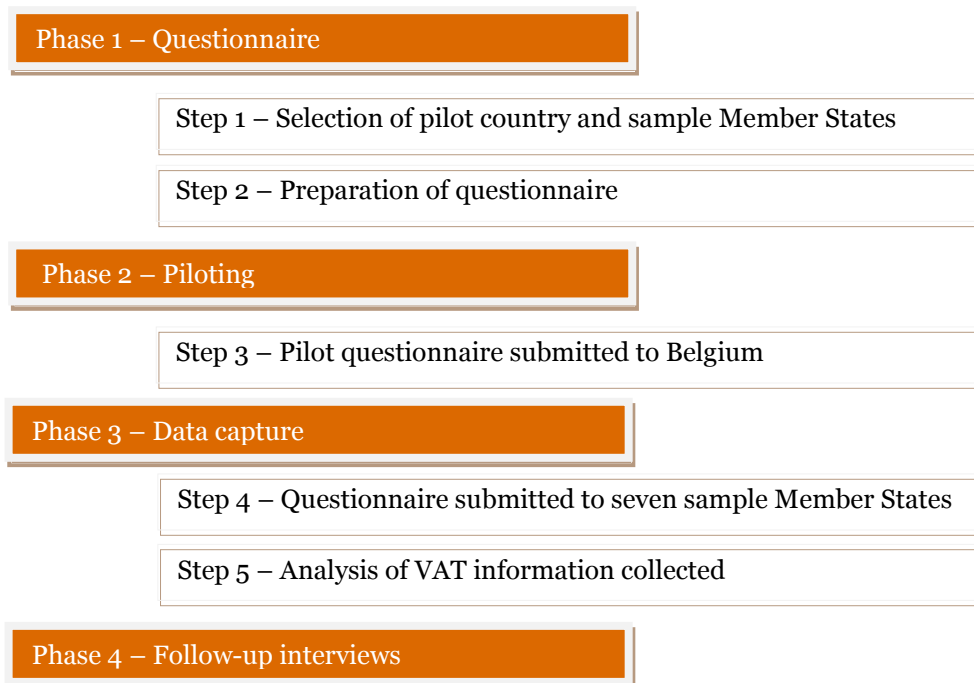 Phase 1 – Questionnaire
Step 1 – Selection of pilot country and sample Member States
Step 2 – Preparation of questionnaire
Phase 2 – Piloting
Step 3 – Pilot questionnaire submitted to Belgium
Phase 3 – Data capture
Step 4 – Questionnaire submitted to seven sample Member States
Step 5 – Analysis of VAT information collected
Phase 4 – Follow-up interviews